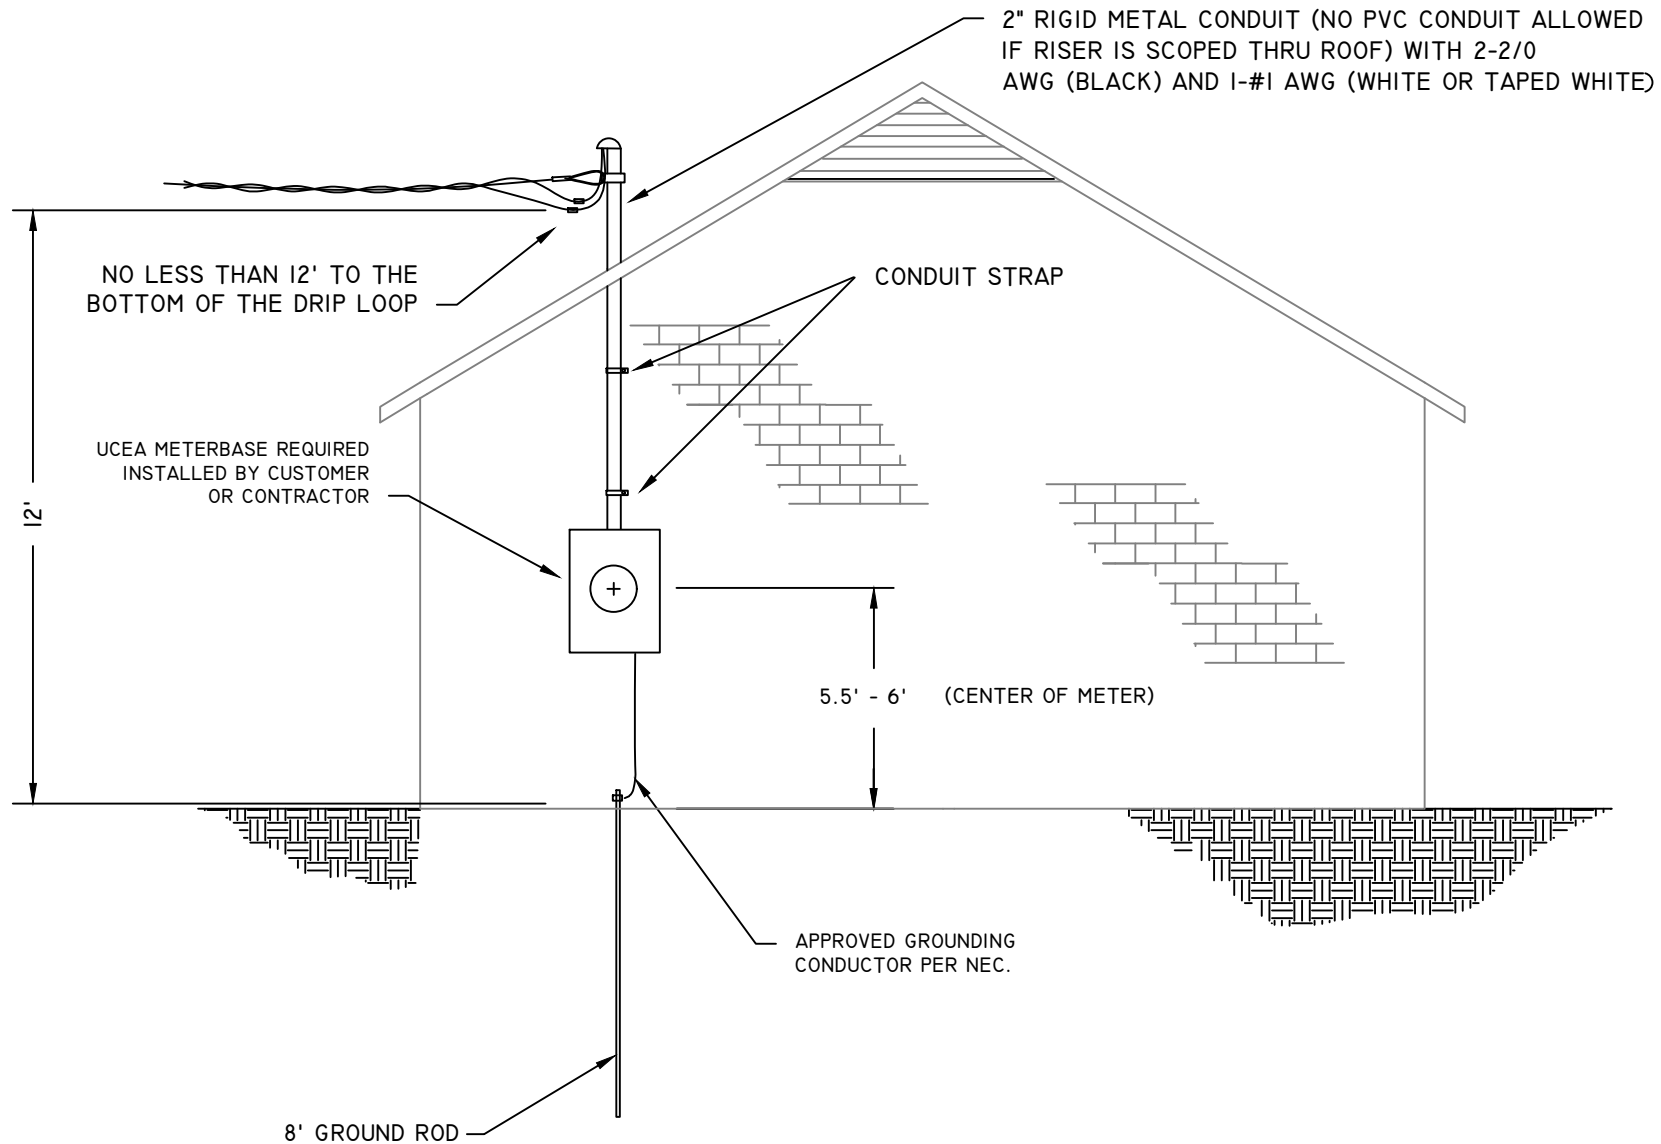 2" RIGID METAL CONDUIT (NO PVC CONDUIT ALLOWED
IF RISER IS SCOPED THRU ROOF) WITH 2-2/0
AWG (BLACK) AND 1-#1 AWG (WHITE OR TAPED WHITE)
NO LESS THAN 12' TO THE
BOTTOM OF THE DRIP LOOP
CONDUIT STRAP
UCEA METERBASE REQUIRED
INSTALLED BY CUSTOMER
OR CONTRACTOR
12'
5.5' - 6' (CENTER OF METER)
APPROVED GROUNDING
CONDUCTOR PER NEC.
8' GROUND ROD